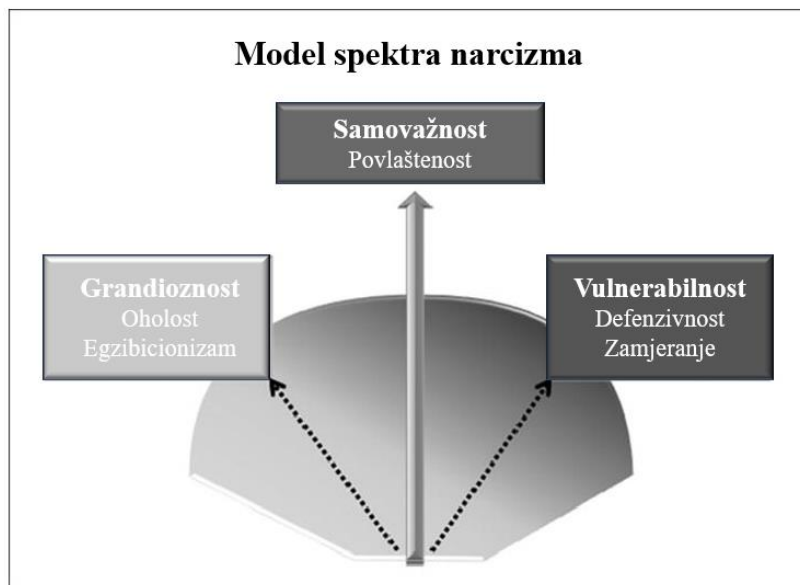 Model spektra narcizma
Samovažnost
Povlaštenost
Grandioznost
Oholost
Egzibicionizam
Vulnerabilnost
Defenzivnost
Zamjeranje